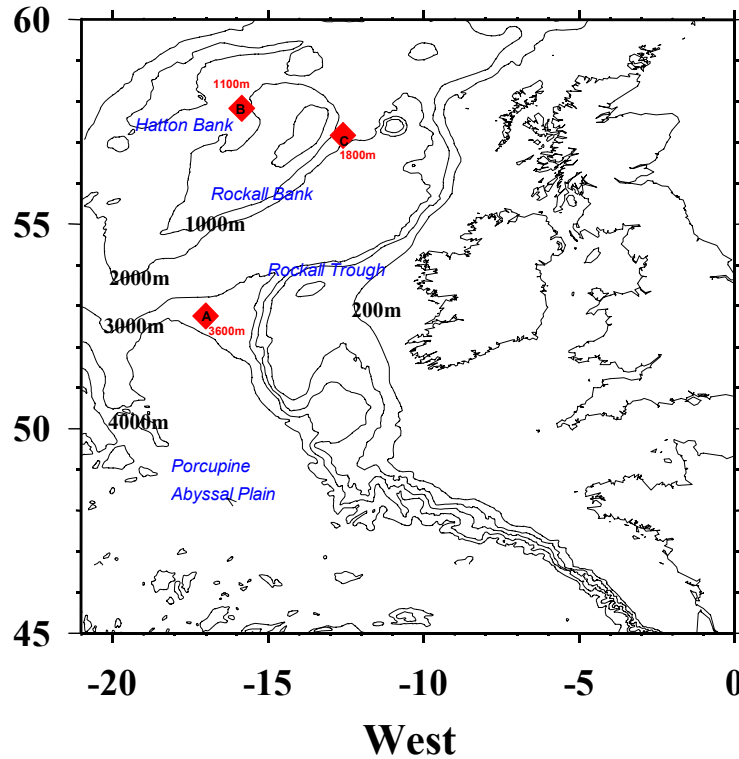 60
1100m
B
Hatton Bank
C
1800m
Rockall Bank
55
1000m
Rockall Trough
2000m
200m
3000m
A
3600m
4000m
50
Porcupine
Abyssal Plain
45
-20 -15 -10 -5 0
West